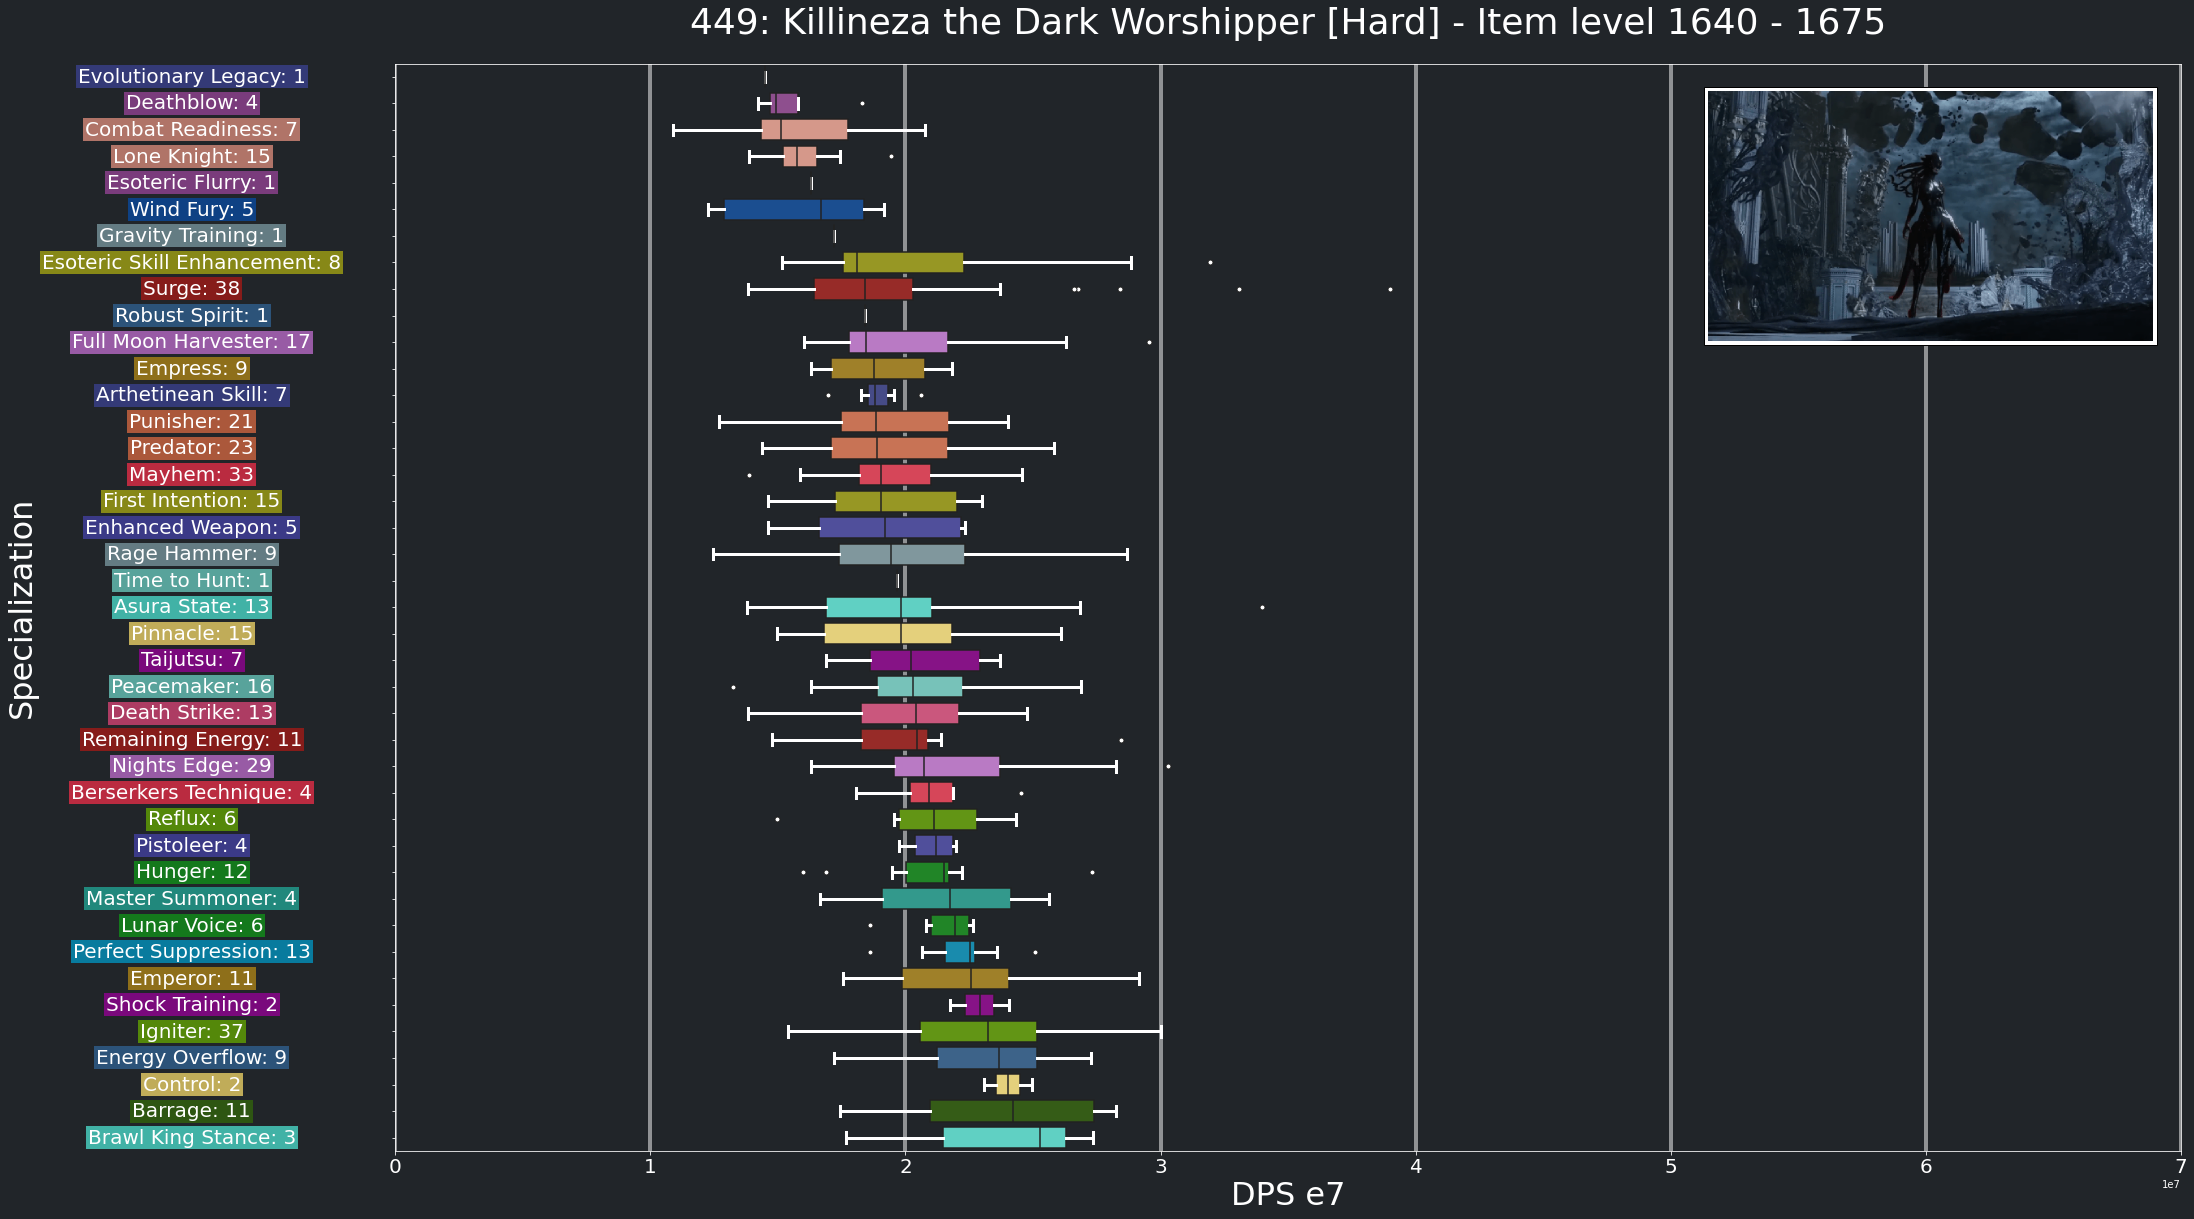 449: Killineza the Dark Worshipper [Hard] - Item level 1640 - 1675
Evolutionary Legacy: 1
Deathblow: 4
Combat Readiness: 7
Lone Knight: 15
Esoteric Flurry: 1
Wind Fury: 5
Gravity Training: 1
Esoteric Skill Enhancement: 8
Surge: 38
Robust Spirit: 1
Full Moon Harvester: 17
Empress: 9
Arthetinean Skill: 7
Punisher: 21
Predator: 23
Mayhem: 33
First Intention: 15
Enhanced Weapon: 5
Rage Hammer: 9
Time to Hunt: 1
Asura State: 13
Pinnacle: 15
Taijutsu: 7
Peacemaker: 16
Death Strike: 13
Remaining Energy: 11
Nights Edge: 29
Berserkers Technique: 4
Reflux: 6
Pistoleer: 4
Hunger: 12
Master Summoner: 4
Lunar Voice: 6
Perfect Suppression: 13
Emperor: 11
Shock Training: 2
Igniter: 37
Energy Overflow: 9
Control: 2
Barrage: 11
Brawl King Stance: 3
Specialization
0 1 2 3 4 5 6 7
1e7
DPS e7